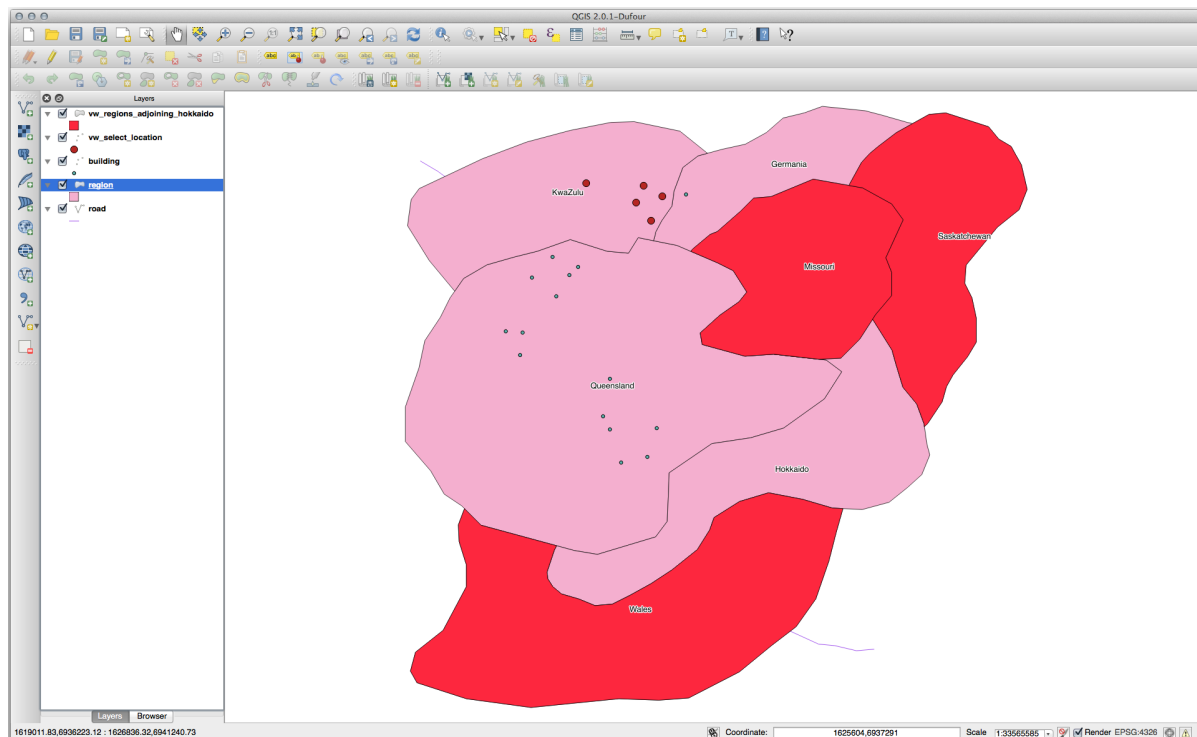 QGIS 2.0.1-Dufour
Layers
vw_regions_adjoining_hokkaido
vw_select_location
building
region
road
Germania
KwaZulu
Saskatchewan
Missouri
Queensland
Hokkaido
Wales
Layers Browser
1619011.83,6936223.12 : 1626836.32,6941240.73 Coordinate: 1625604,6937291 Scale 1:33565585 Render EPSG:4326